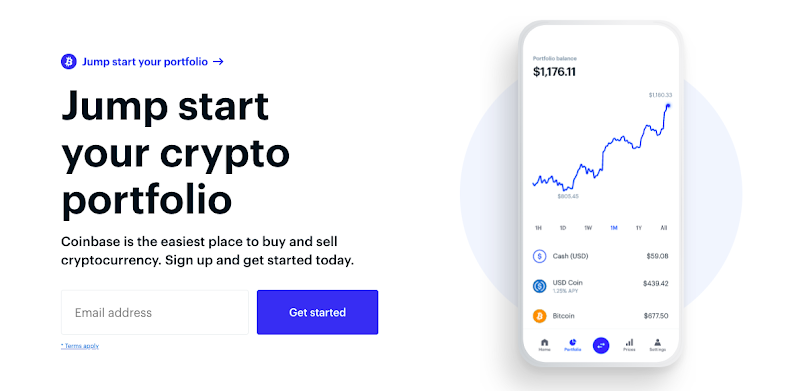 Jump start your portfolio →
Jump start
your crypto
portfolio
Coinbase is the easiest place to buy and sell
cryptocurrency. Sign up and get started today.
Email address
Get started
* Terms apply
Portfolio balance
$1,176.11
$1,180.33
$805.45
1H 1D 1W 1M 1Y All
Cash (USD) $59.08
USD Coin $439.42
1.25% APY
Bitcoin $677.50
Home Portfolio Prices Settings